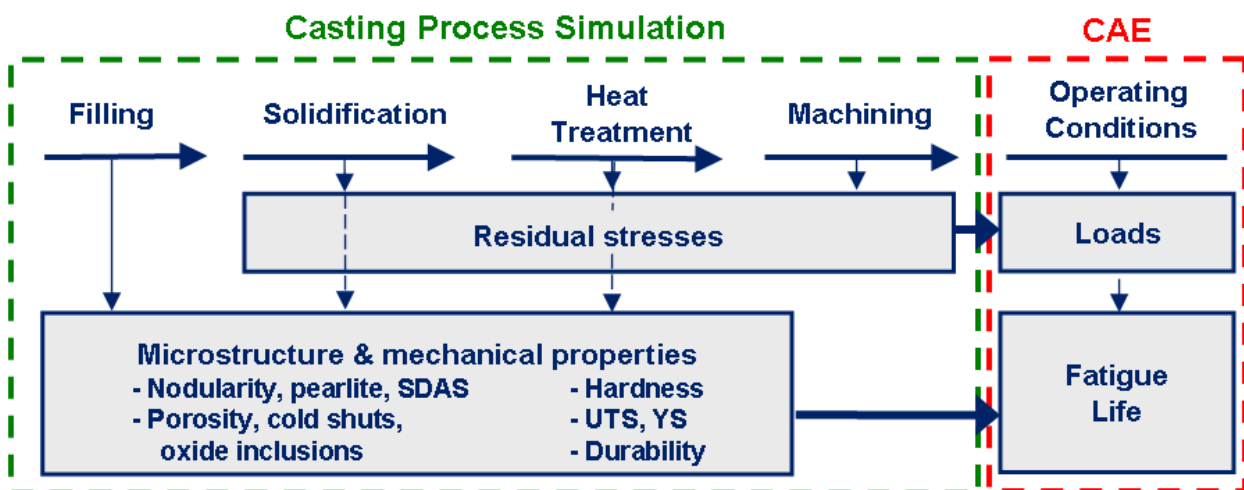 Casting Process Simulation
CAE
Filling
Solidification
Heat
Treatment
Machining
Operating
Conditions
Residual stresses
Loads
Microstructure & mechanical properties
- Nodularity, pearlite, SDAS
- Porosity, cold shuts,
oxide inclusions
- Hardness
- UTS, YS
- Durability
Fatigue
Life